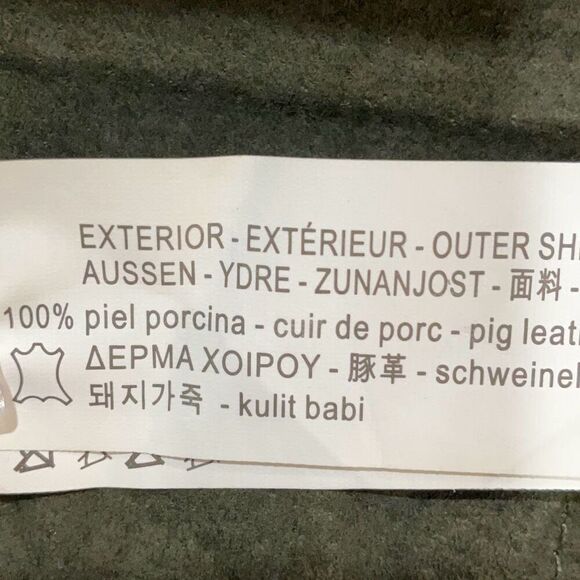 EXTERIOR - EXTÉRIEUR - OUTER
AUSSEN - YDRE - ZUNANJOST - 面料 -
100% piel porcina - cuir de porc - pig
ΔΕΡΜΑ ΧΟΙΡΟΥ - 豚革 -
돼지가죽 - kulit babi